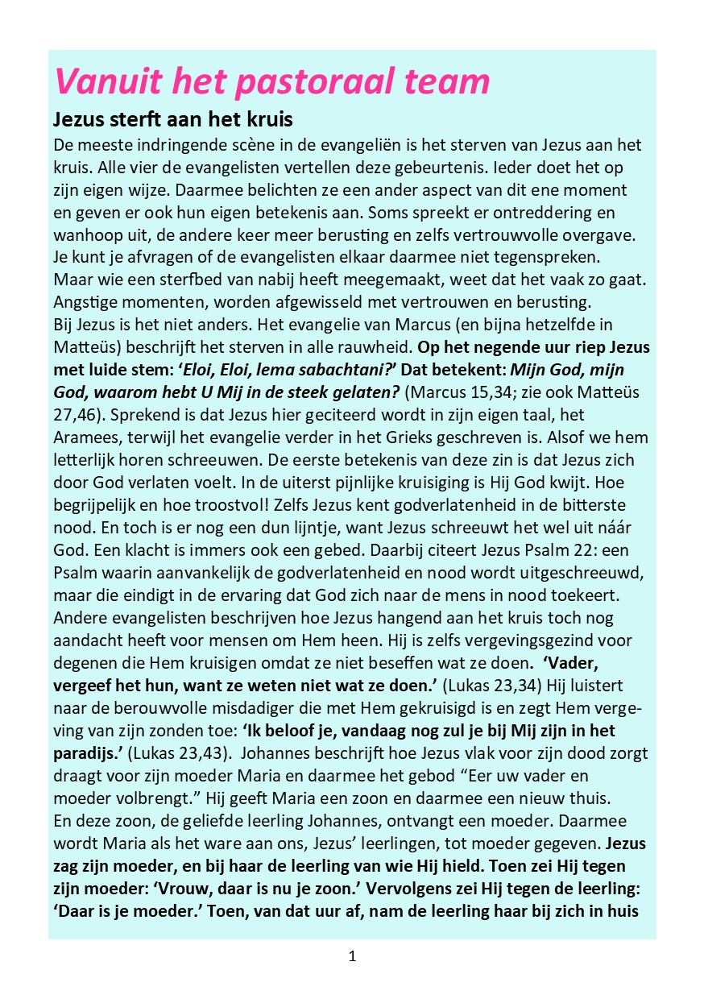 Vanuit het pastoraal team
Jezus sterft aan het kruis
De meeste indringende scène in de evangeliën is het sterven van Jezus aan het
kruis. Alle vier de evangelisten vertellen deze gebeurtenis. Ieder doet het op
zijn eigen wijze. Daarmee belichten ze een ander aspect van dit ene moment
en geven er ook hun eigen betekenis aan. Soms spreekt er ontreddering en
wanhoop uit, de andere keer meer berusting en zelfs vertrouwvolle overgave.
Je kunt je afvragen of de evangelisten elkaar daarmee niet tegenspreken.
Maar wie een sterfbed van nabij heeft meegemaakt, weet dat het vaak zo gaat.
Angstige momenten, worden afgewisseld met vertrouwen en berusting.
Bij Jezus is het niet anders. Het evangelie van Marcus (en bijna hetzelfde in
Matteüs) beschrijft het sterven in alle rauwheid. Op het negende uur riep Jezus
met luide stem: ‘Eloi, Eloi, lema sabachtani?’ Dat betekent: Mijn God, mijn
God, waarom hebt U Mij in de steek gelaten? (Marcus 15,34; zie ook Matteüs
27,46). Sprekend is dat Jezus hier geciteerd wordt in zijn eigen taal, het
Aramees, terwijl het evangelie verder in het Grieks geschreven is. Alsof we hem
letterlijk horen schreeuwen. De eerste betekenis van deze zin is dat Jezus zich
door God verlaten voelt. In de uiterst pijnlijke kruisiging is Hij God kwijt. Hoe
begrijpelijk en hoe troostvol! Zelfs Jezus kent godverlatenheid in de bitterste
nood. En toch is er nog een dun lijntje, want Jezus schreeuwt het wel uit náár
God. Een klacht is immers ook een gebed. Daarbij citeert Jezus Psalm 22: een
Psalm waarin aanvankelijk de godverlatenheid en nood wordt uitgeschreeuwd,
maar die eindigt in de ervaring dat God zich naar de mens in nood toekeert.
Andere evangelisten beschrijven hoe Jezus hangend aan het kruis toch nog
aandacht heeft voor mensen om Hem heen. Hij is zelfs vergevingsgezind voor
degenen die Hem kruisigen omdat ze niet beseffen wat ze doen.  ‘Vader,
vergeef het hun, want ze weten niet wat ze doen.’ (Lukas 23,34) Hij luistert
naar de berouwvolle misdadiger die met Hem gekruisigd is en zegt Hem verge-
ving van zijn zonden toe: ‘Ik beloof je, vandaag nog zul je bij Mij zijn in het
paradijs.’ (Lukas 23,43).  Johannes beschrijft hoe Jezus vlak voor zijn dood zorgt
draagt voor zijn moeder Maria en daarmee het gebod “Eer uw vader en
moeder volbrengt.” Hij geeft Maria een zoon en daarmee een nieuw thuis.
En deze zoon, de geliefde leerling Johannes, ontvangt een moeder. Daarmee
wordt Maria als het ware aan ons, Jezus’ leerlingen, tot moeder gegeven. Jezus
zag zijn moeder, en bij haar de leerling van wie Hij hield. Toen zei Hij tegen
zijn moeder: ‘Vrouw, daar is nu je zoon.’ Vervolgens zei Hij tegen de leerling:
‘Daar is je moeder.’ Toen, van dat uur af, nam de leerling haar bij zich in huis
1